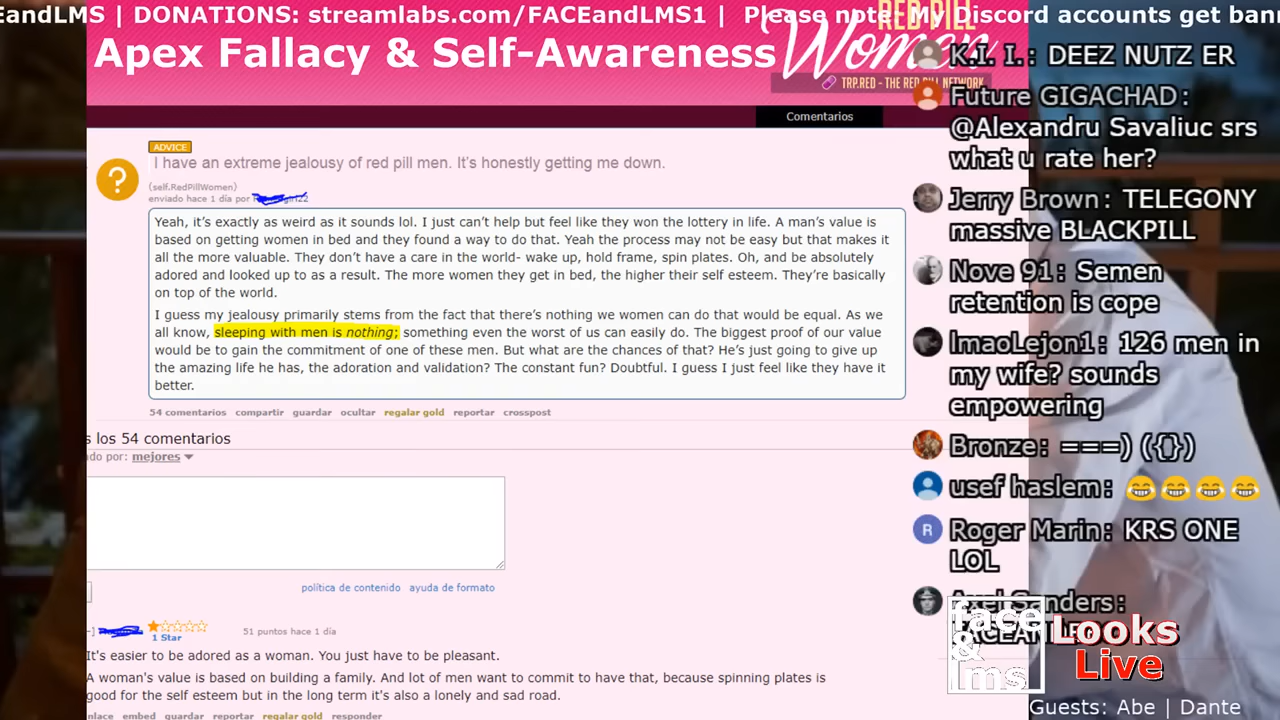 andLMS | DONATIONS: streamlabs.com/FACEandLMS1 | Please note: My Discord accounts get ban
Apex Fallacy & Self-Awareness
RED PILL
Women
TRP.RED - THE RED PILL NETWORK
Comentarios
ADVICE
I have an extreme jealousy of red pill men. It's honestly getting me down.
(self.RedPillWomen)
enviado hace 1 día por
Yeah, it's exactly as weird as it sounds lol. I just can't help but feel like they won the lottery in life. A man's value is
based on getting women in bed and they found a way to do that. Yeah the process may not be easy but that makes it
all the more valuable. They don't have a care in the world- wake up, hold frame, spin plates. Oh, and be absolutely
adored and looked up to as a result. The more women they get in bed, the higher their self esteem. They're basically
on top of the world.
I guess my jealousy primarily stems from the fact that there's nothing we women can do that would be equal. As we
all know, sleeping with men is nothing; something even the worst of us can easily do. The biggest proof of our value
would be to gain the commitment of one of these men. But what are the chances of that? He's just going to give up
the amazing life he has, the adoration and validation? The constant fun? Doubtful. I guess I just feel like they have it
better.
54 comentarios compartir guardar ocultar regalar gold reportar crosspost
s los 54 comentarios
do por: mejores
política de contenido ayuda de formato
1 Star
51 puntos hace 1 día
It's easier to be adored as a woman. You just have to be pleasant.
A woman's value is based on building a family. And lot of men want to commit to have that, because spinning plates is
good for the self esteem but in the long term it's also a lonely and sad road.
nlace embed guardar reportar regalar gold responder
K.I. I.: DEEZ NUTZ ER
Future GIGACHAD:
@Alexandru Savaliuc srs
what u rate her?
Jerry Brown: TELEGONY
massive BLACKPILL
Nove 91: Semen
retention is cope
lmaoLejon1: 126 men in
my wife? sounds
empowering
Bronze: ===) ({})
usef haslem: 😂 😂 😂 😂
R
Roger Marin: KRS ONE
LOL
Axel Sanders:
face
& 
lms
Looks
Live
Guests: Abe | Dante